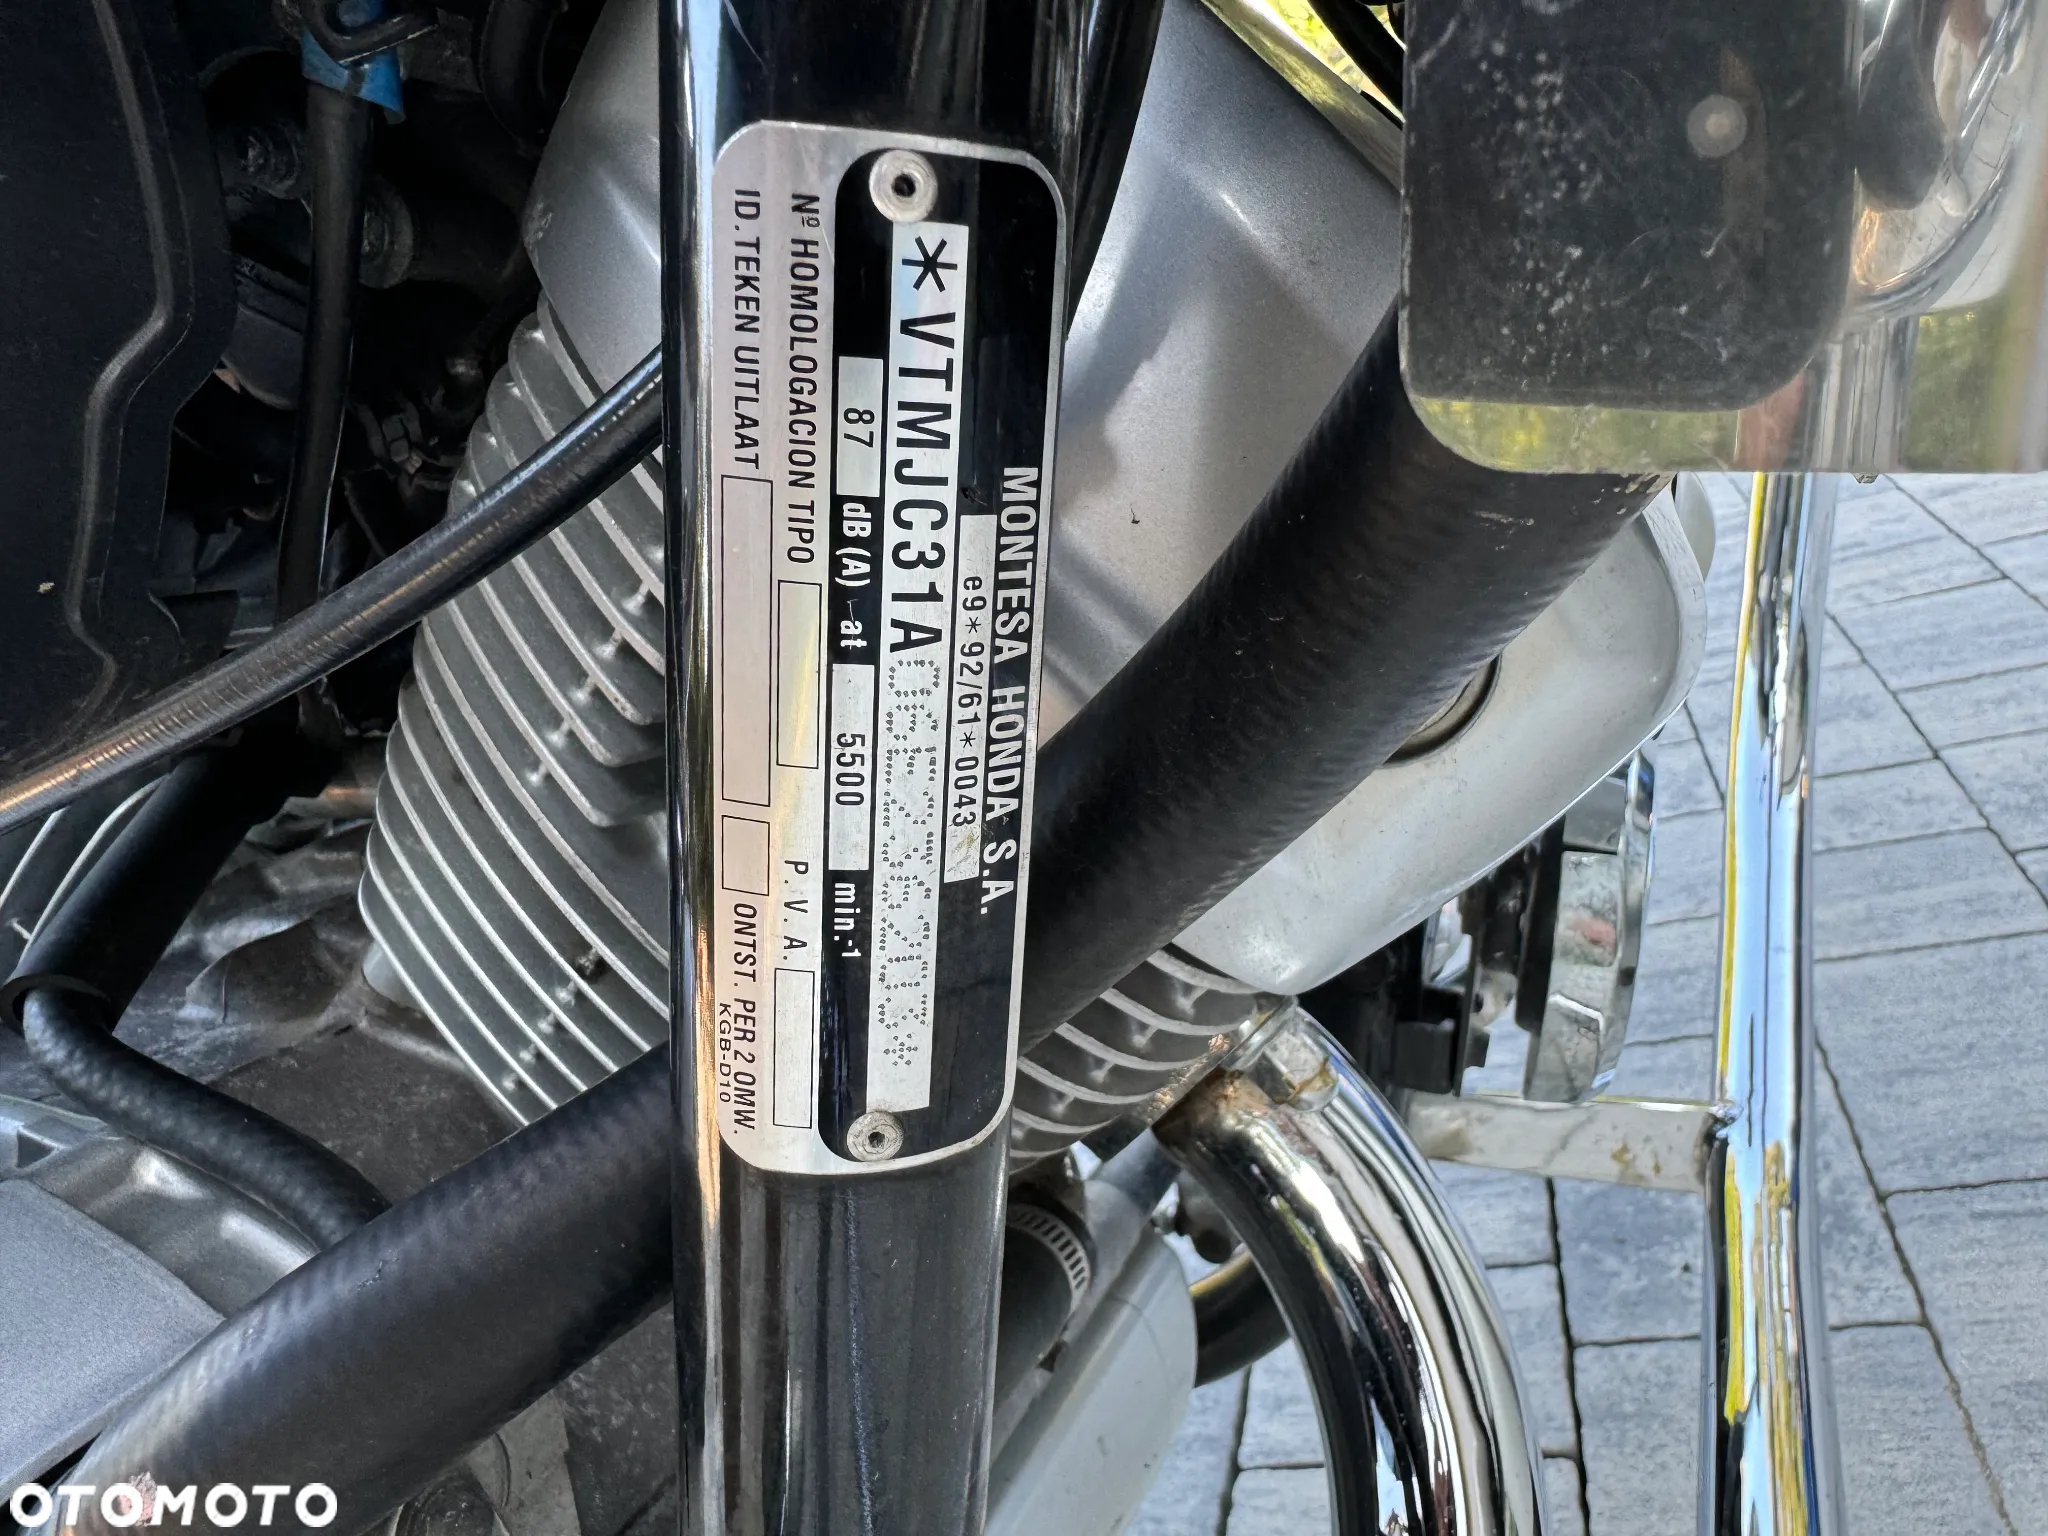 MONTESA HONDA S.A.
e9*92/61*0043
*VTMJC31A
87 dB(A) at 5500 min.-1
Nº HOMOLOGACION TIPO P.V.A.
ID. TEKEN UITLAAT ONTST. PER 2 OMW.
KGB-D10
OTOMOTO